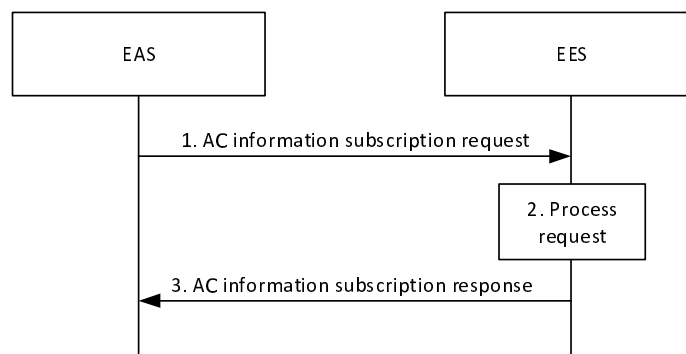 EAS
EES
1. AC information subscription request
2. Process
request
3. AC information subscription response